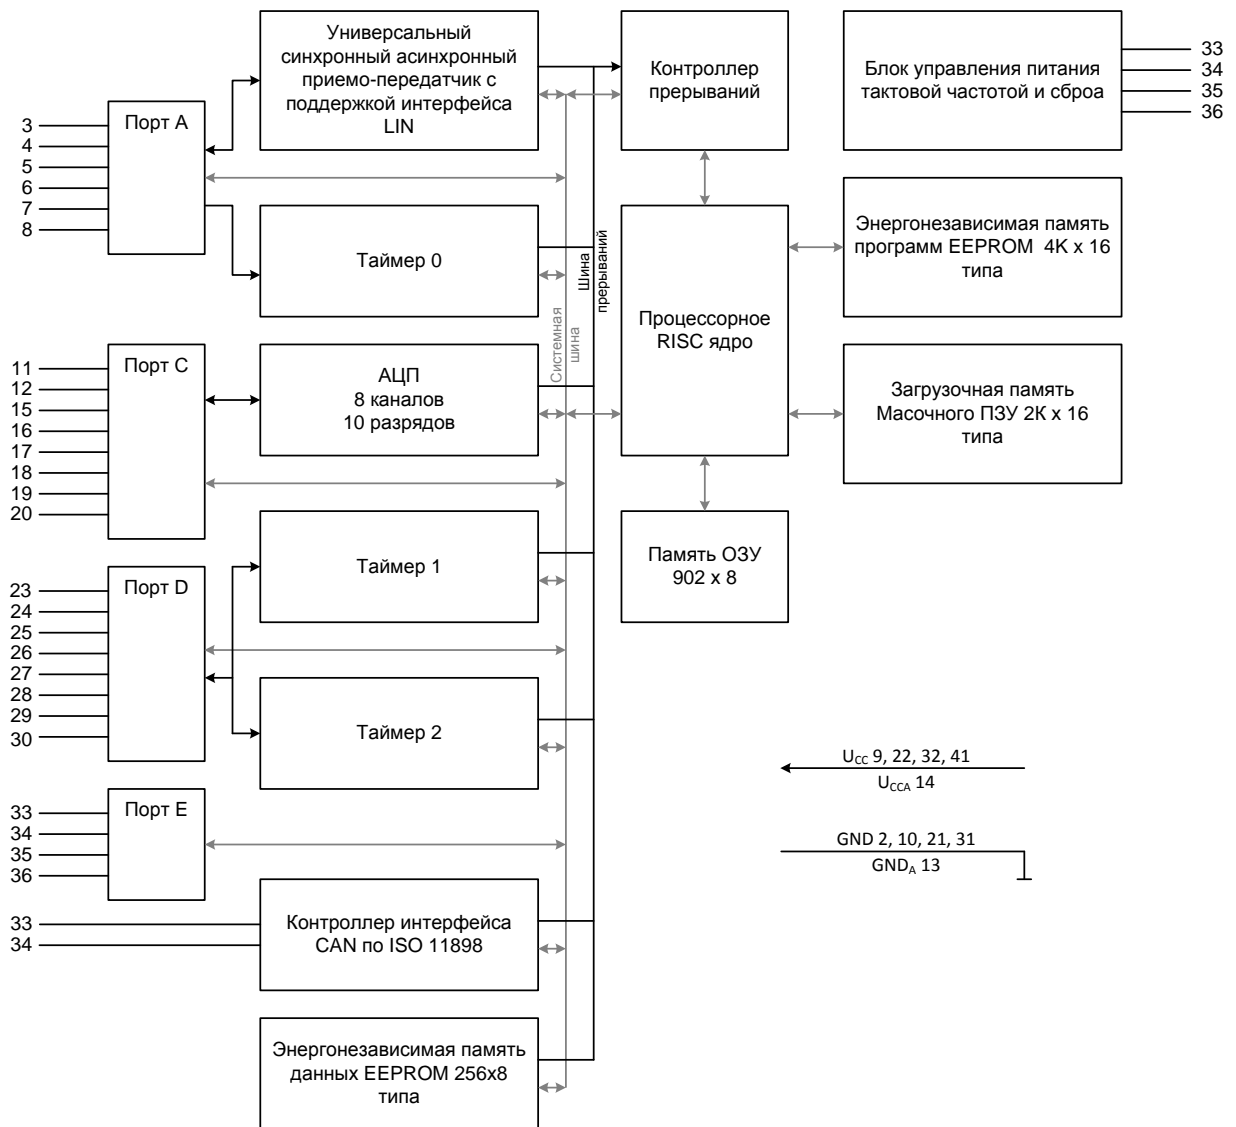 Универсальный
синхронный асинхронный
приемо-передатчик с
поддержкой интерфейса
LIN
Контроллер
прерываний
Блок управления питания
тактовой частотой и сброа
33
34
35
36
Порт А
3
4
5
6
7
8
Таймер 0
Шина
прерываний
Системная
шина
Процессорное
RISC ядро
Энергонезависимая память
программ EEPROM 4K x 16
типа
Порт С
11
12
15
16
17
18
19
20
АЦП
8 каналов
10 разрядов
Загрузочная память
Масочного ПЗУ 2К х 16
типа
Память ОЗУ
902 x 8
Таймер 1
Порт D
23
24
25
26
27
28
29
30
Таймер 2
UCC 9, 22, 32, 41
UCCA 14
Порт E
33
34
35
36
GND 2, 10, 21, 31
GNDA 13
33
34
Контроллер интерфейса
CAN по ISO 11898
Энергонезависимая память
данных EEPROM 256x8
типа